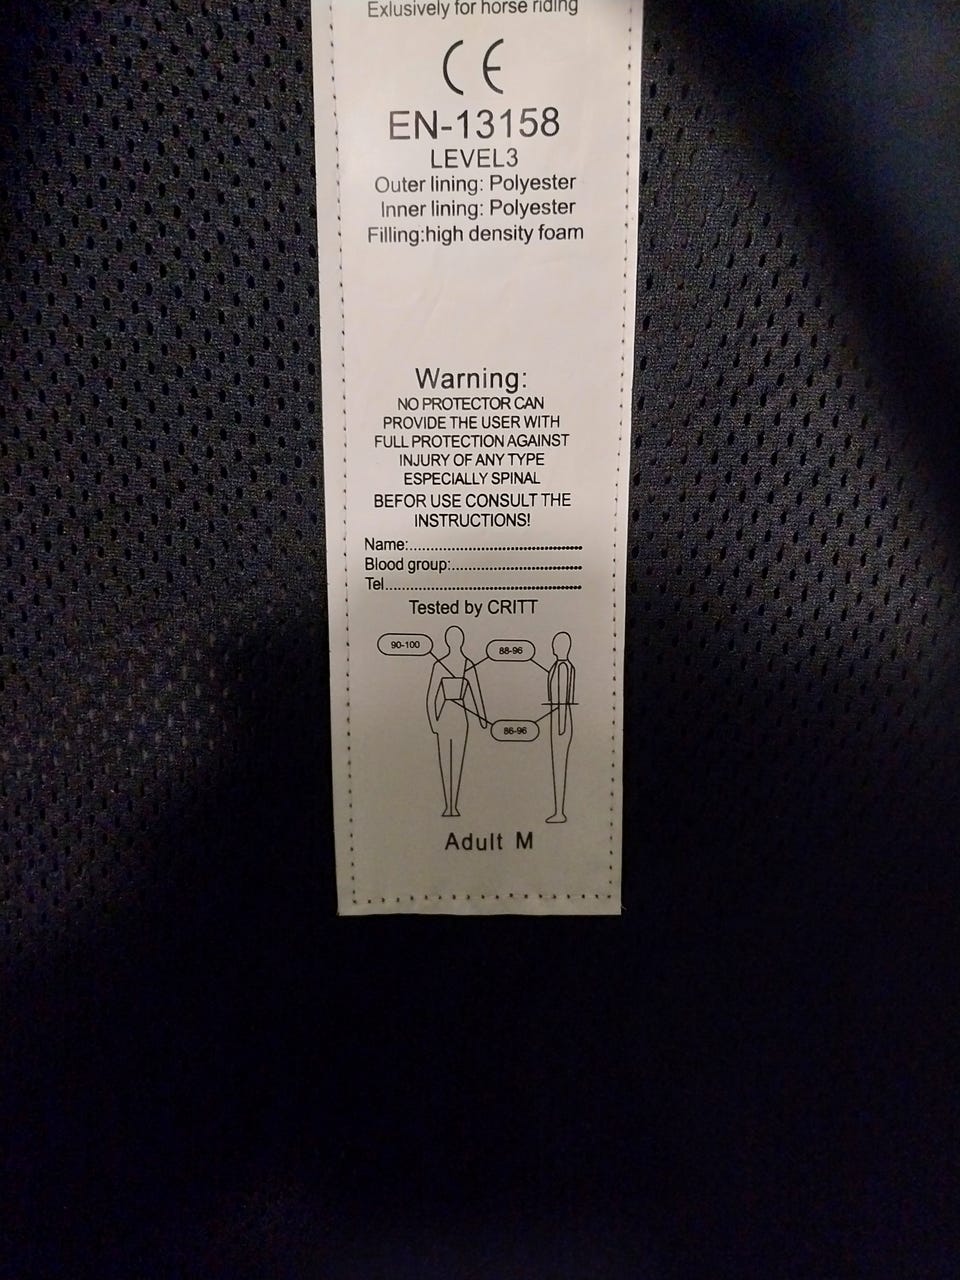 Exlusively for horse riding
CE
EN-13158
LEVEL3
Outer lining: Polyester
Inner lining: Polyester
Filling:high density foam
Warning:
NO PROTECTOR CAN
PROVIDE THE USER WITH
FULL PROTECTION AGAINST
INJURY OF ANY TYPE
ESPECIALLY SPINAL
BEFOR USE CONSULT THE
INSTRUCTIONS!
Name:........................................
Blood group:..............................
Tel.............................................
Tested by CRITT
90-100
88-96
86-96
Adult M